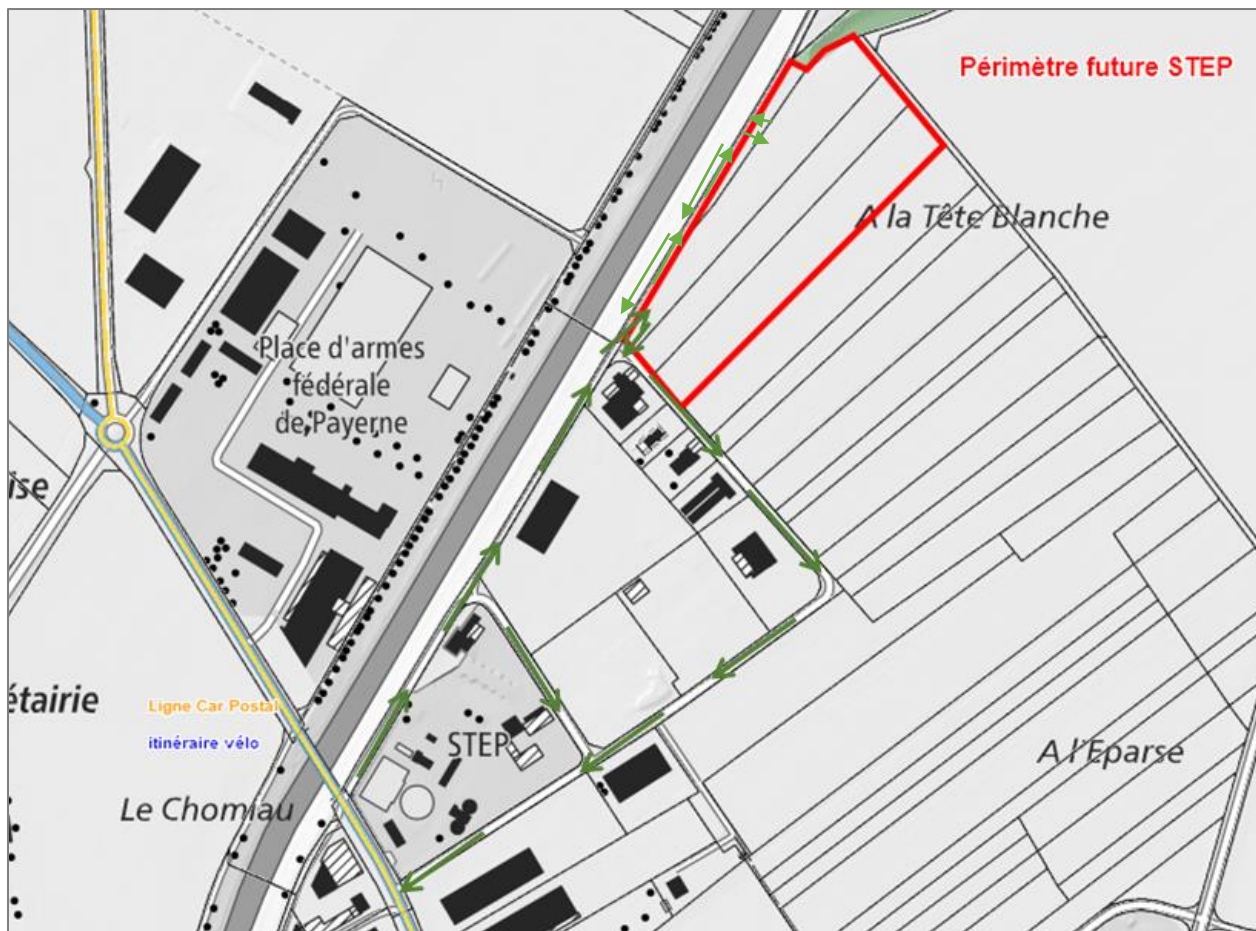 Périmètre future STEP
A la Tête Blanche
Place d'armes
fédérale
de Payerne
ise
étairie
Ligne Car Postal
itinéraire vélo
STEP
A l'Eparse
Le Chomiau